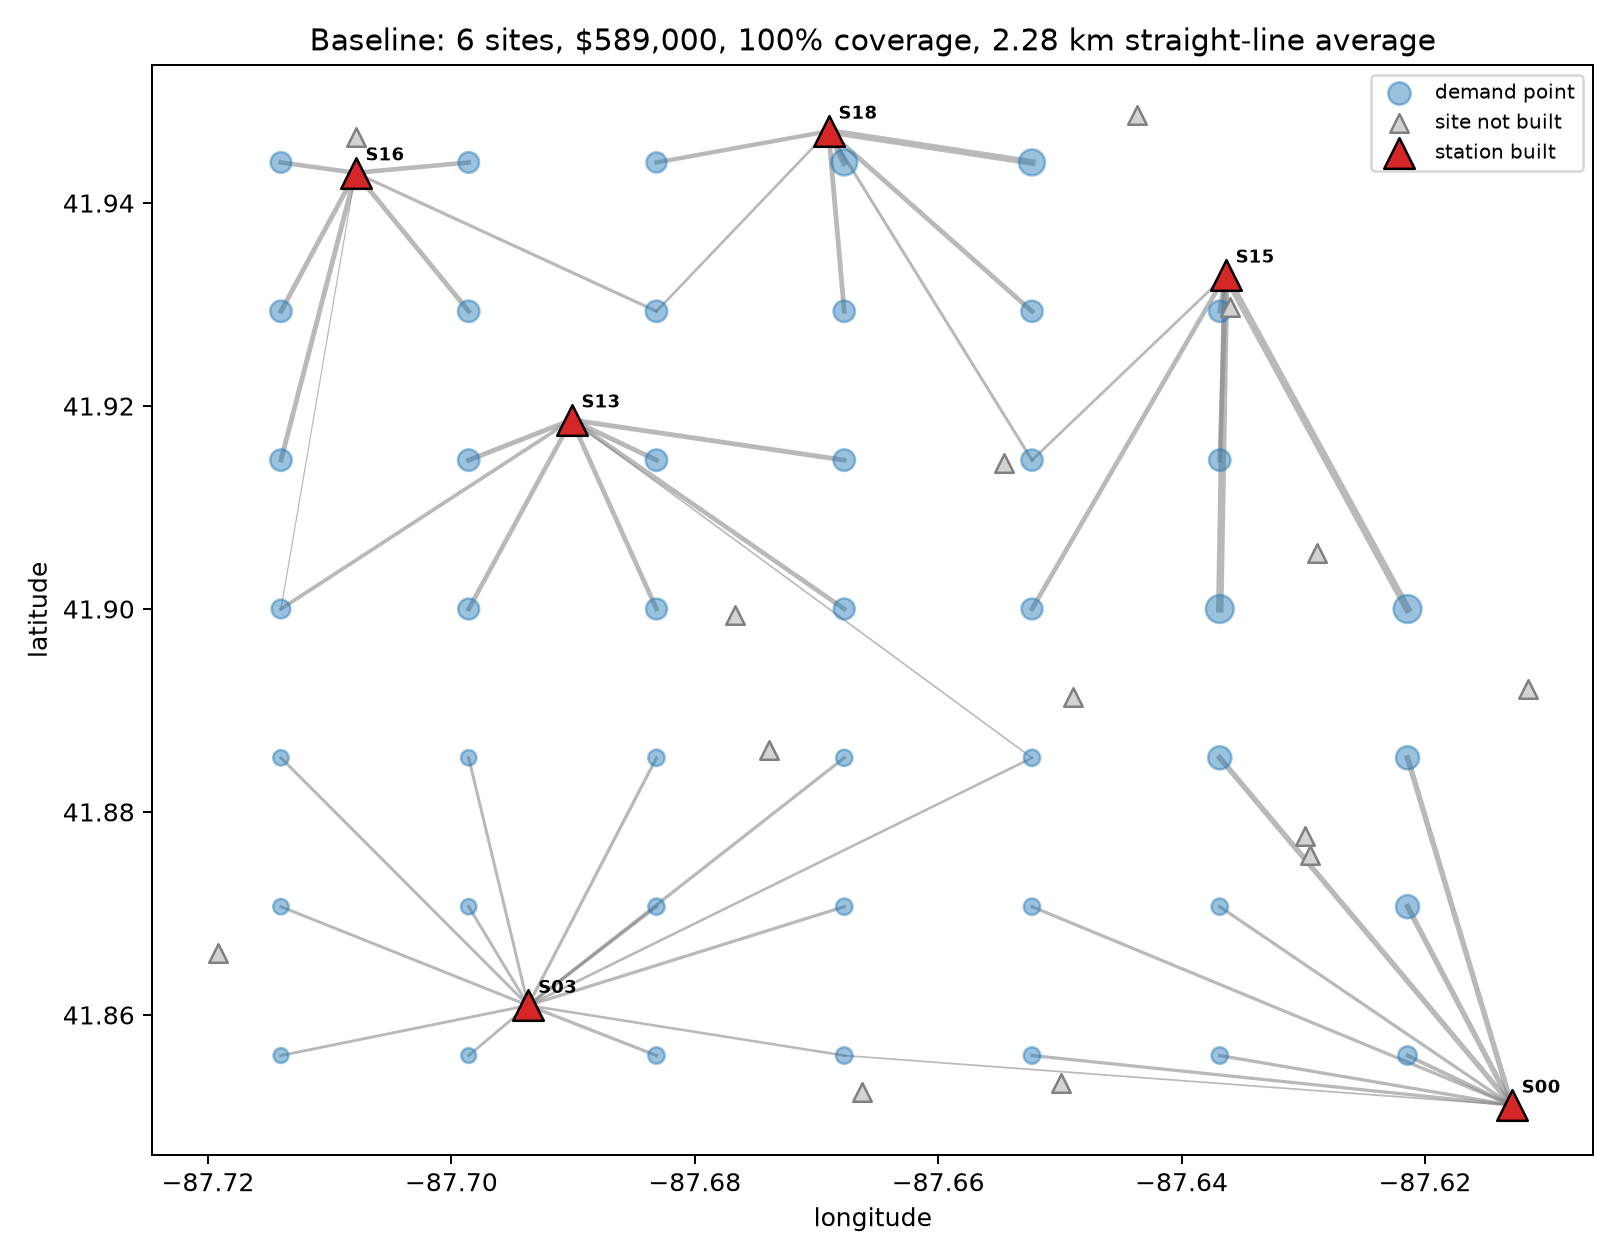 Baseline: 6 sites, $589,000, 100% coverage, 2.28 km straight-line average
demand point
site not built
station built
S18
S16
S15
S13
S03
S00
41.94
41.92
41.90
41.88
41.86
latitude
−87.72
−87.70
−87.68
−87.66
−87.64
−87.62
longitude